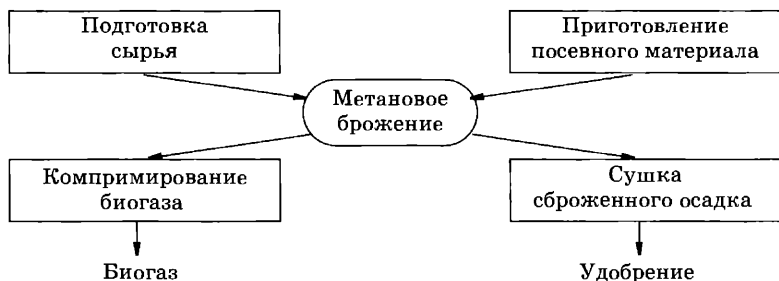 Подготовка
сырья
Приготовление
посевного материала
Метановое
брожение
Компримирование
биогаза
Сушка
сброженного осадка
Биогаз
Удобрение